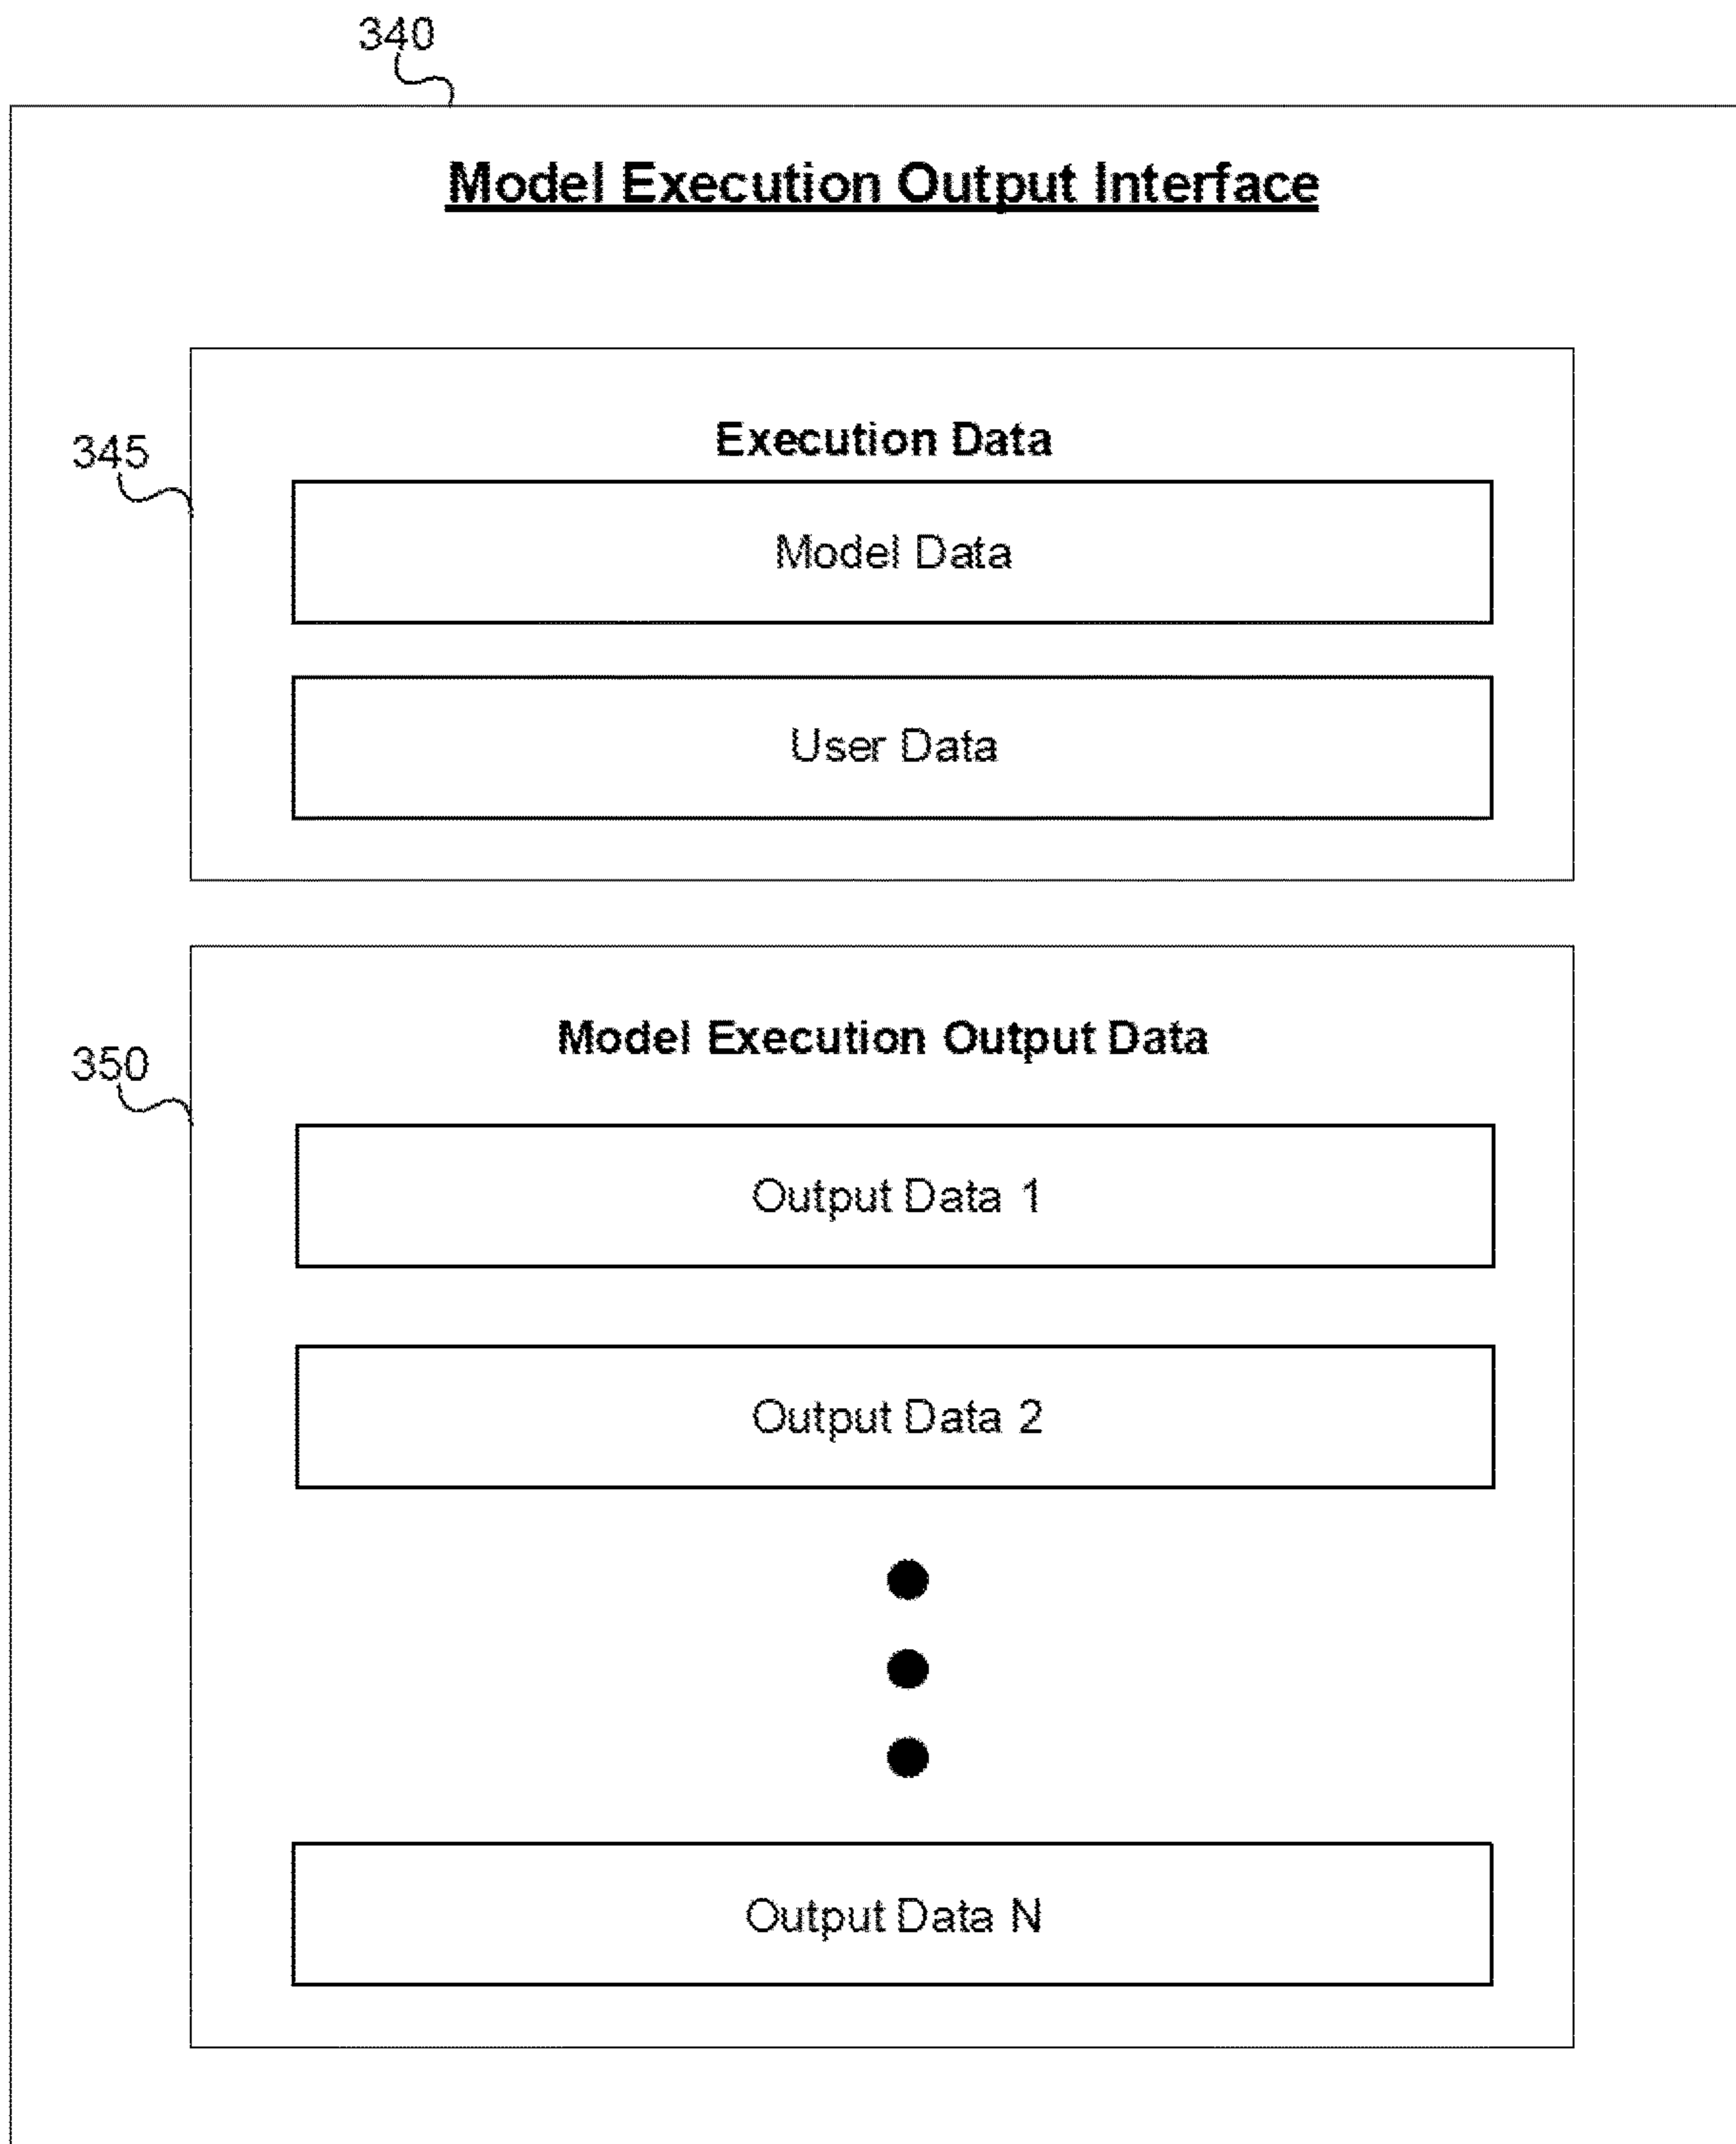 340
Model Execution Output Interface
Execution Data
345
Model Data
User Data
Model Execution Output Data
350
Output Data 1
Output Data 2
Output Data N